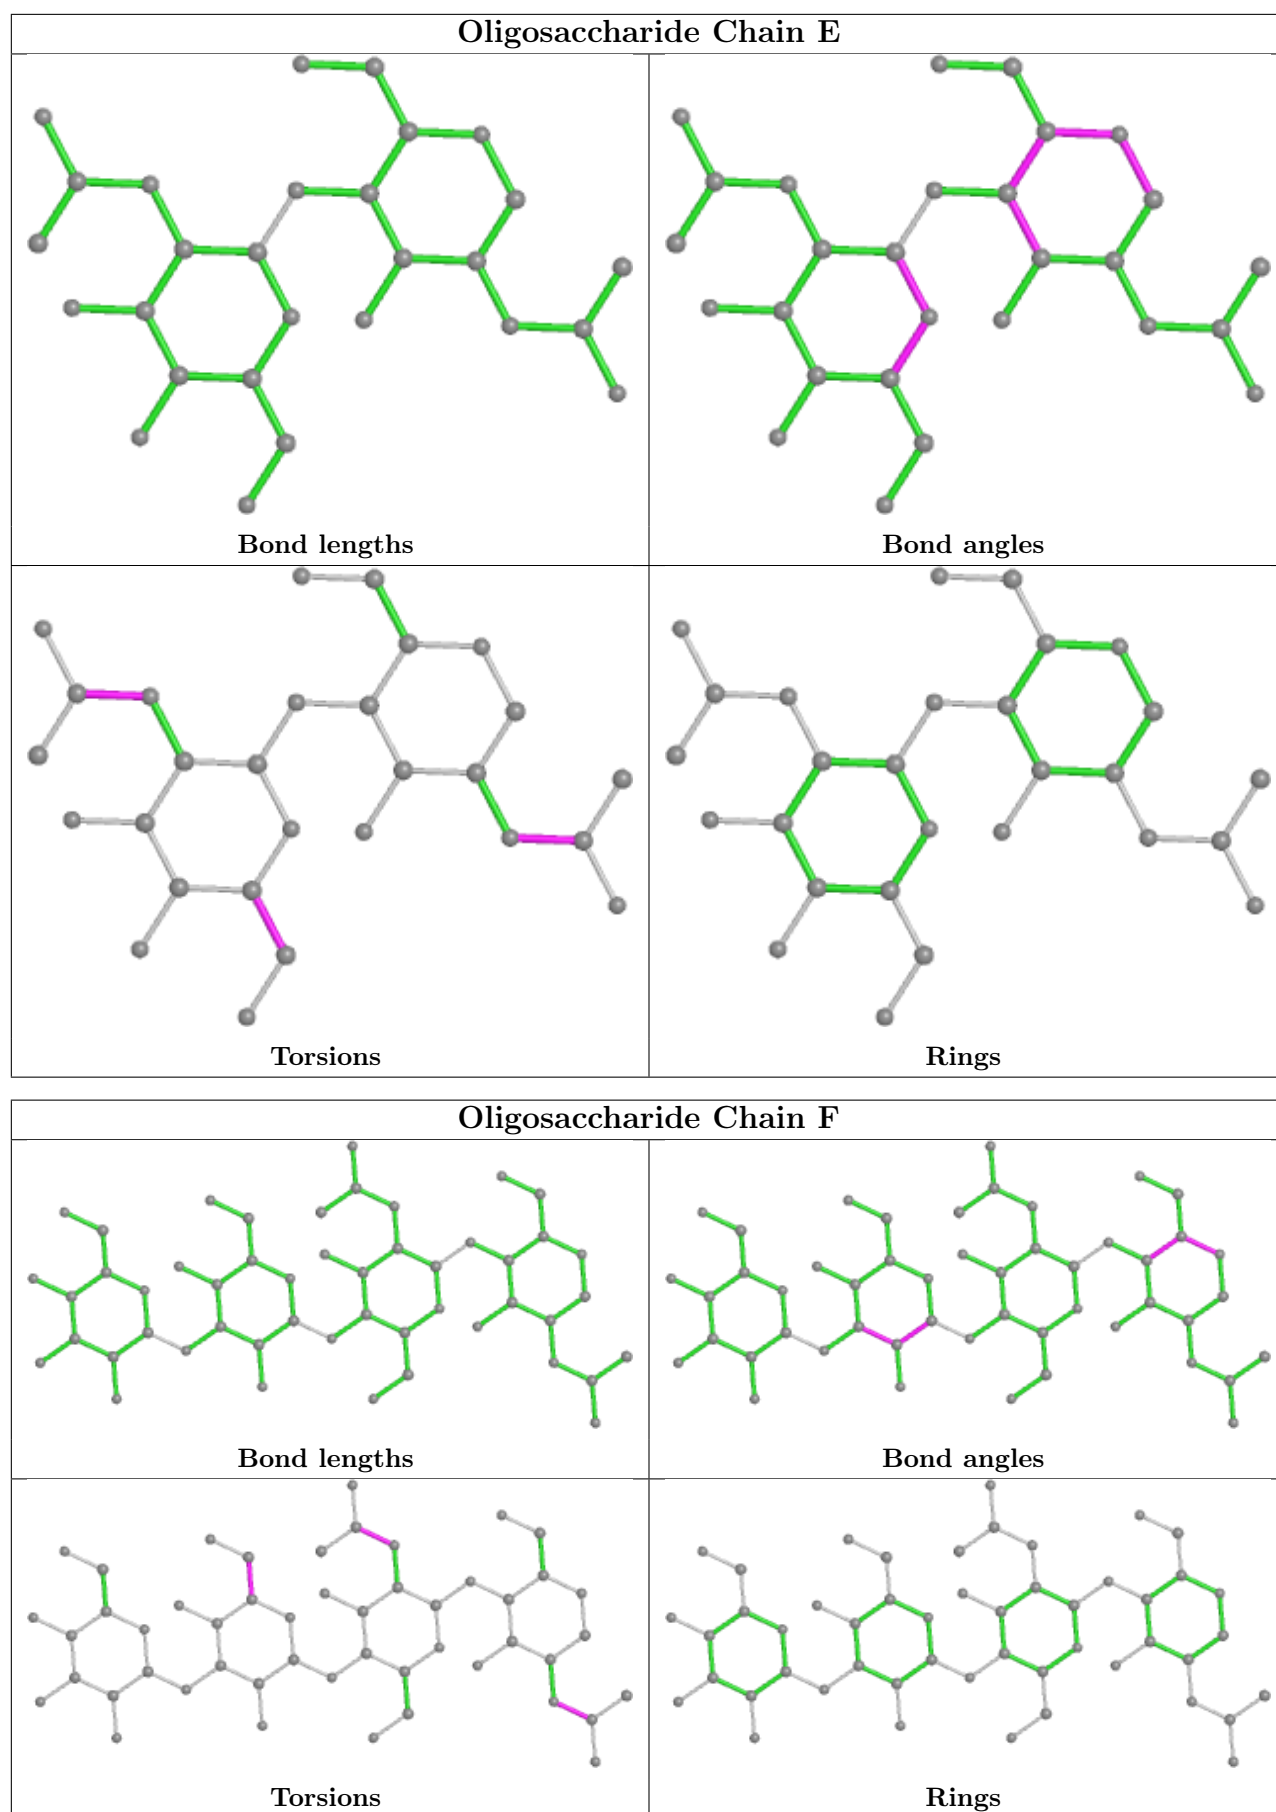 Oligosaccharide Chain E
Bond lengths
Bond angles
Torsions
Rings
Oligosaccharide Chain F
Bond lengths
Bond angles
Torsions
Rings